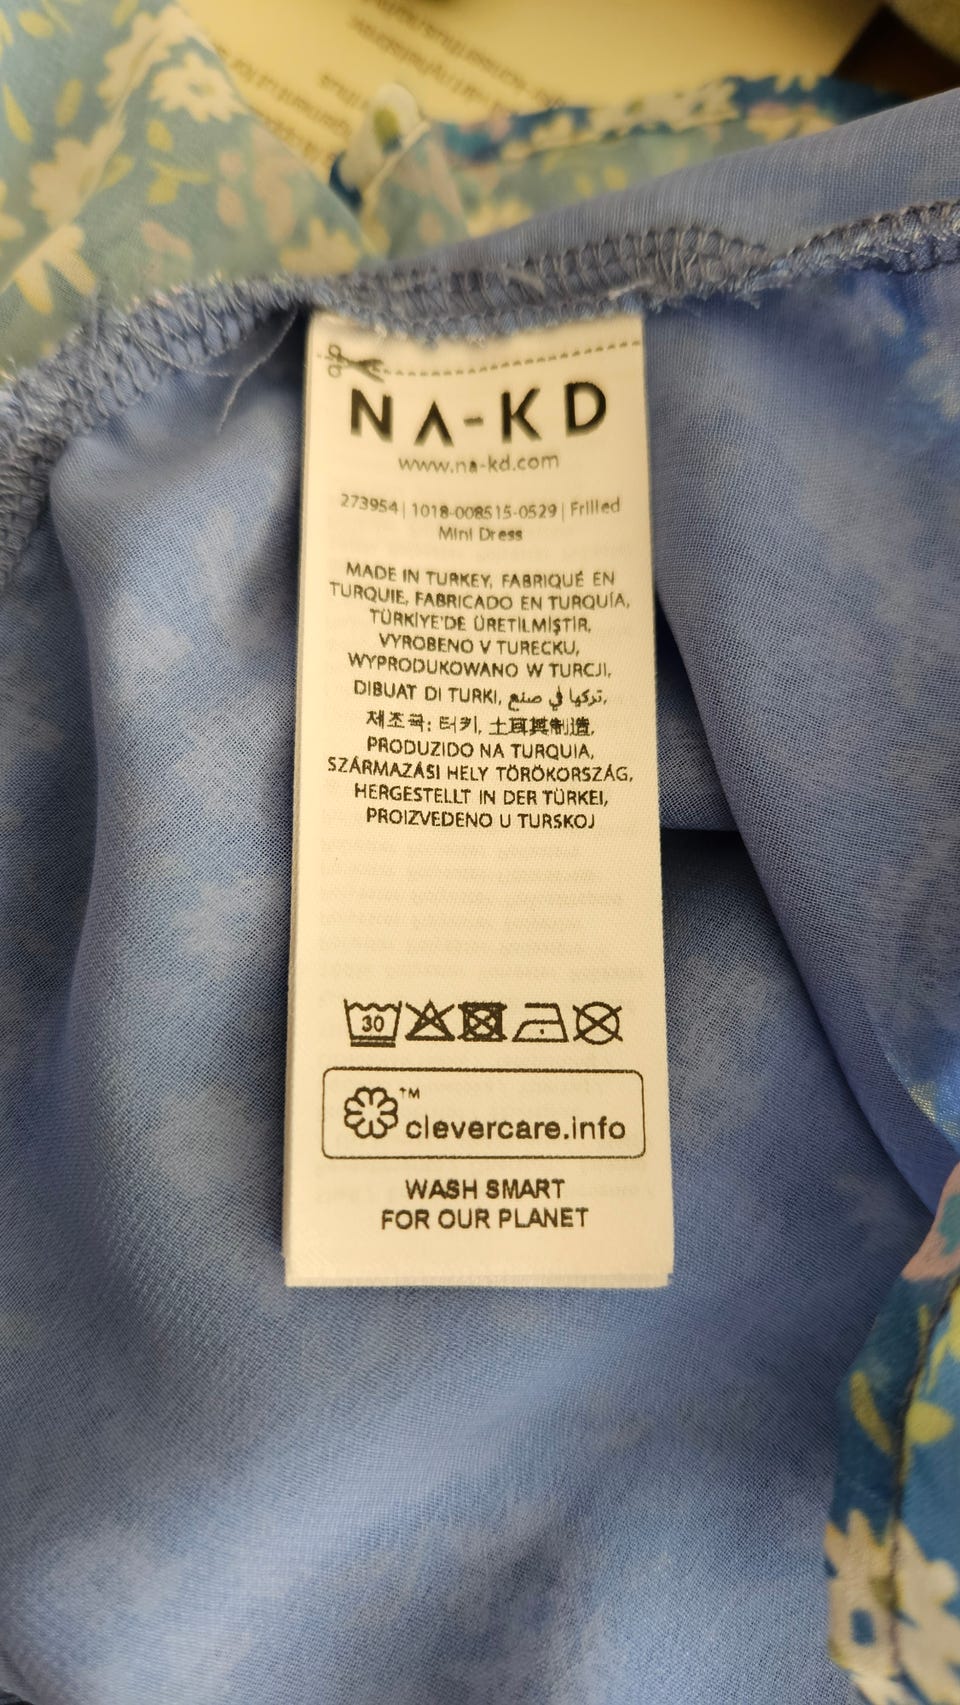 NA-KD
www.na-kd.com
273954 | 1018-008515-0529 | Frilled
Mini Dress
MADE IN TURKEY, FABRIQUÉ EN
TURQUIE, FABRICADO EN TURQUÍA,
TÜRKİYE'DE ÜRETİLMİŞTİR,
VYROBENO V TURECKU,
WYPRODUKOWANO W TURCJI,
DIBUAT DI TURKI, تركيا في صنع,
제조국: 터키, 土耳其制造,
PRODUZIDO NA TURQUIA,
SZÁRMAZÁSI HELY TÖRÖKORSZÁG,
HERGESTELLT IN DER TÜRKEI,
PROIZVEDENO U TURSKOJ
30
™
clevercare.info
WASH SMART
FOR OUR PLANET